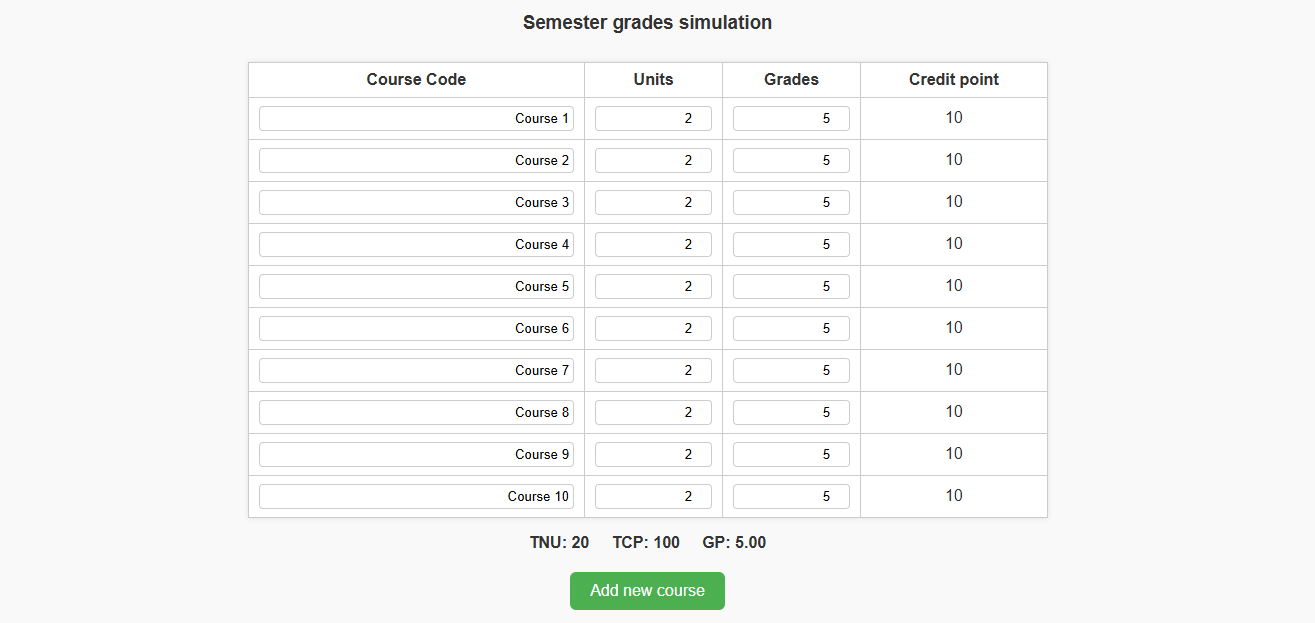 Semester grades simulation
Course Code Units Grades Credit point
Course 1 2 5 10
Course 2 2 5 10
Course 3 2 5 10
Course 4 2 5 10
Course 5 2 5 10
Course 6 2 5 10
Course 7 2 5 10
Course 8 2 5 10
Course 9 2 5 10
Course 10 2 5 10
TNU: 20 TCP: 100 GP: 5.00
Add new course